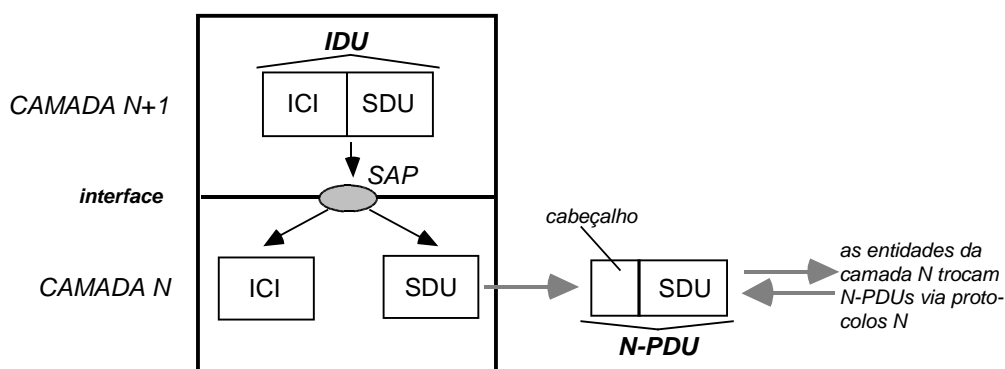 IDU
ICI SDU
CAMADA N+1
SAP
interface
cabeçalho
CAMADA N
ICI
SDU
SDU
as entidades da
camada N trocam
N-PDUs via proto-
colos N
N-PDU